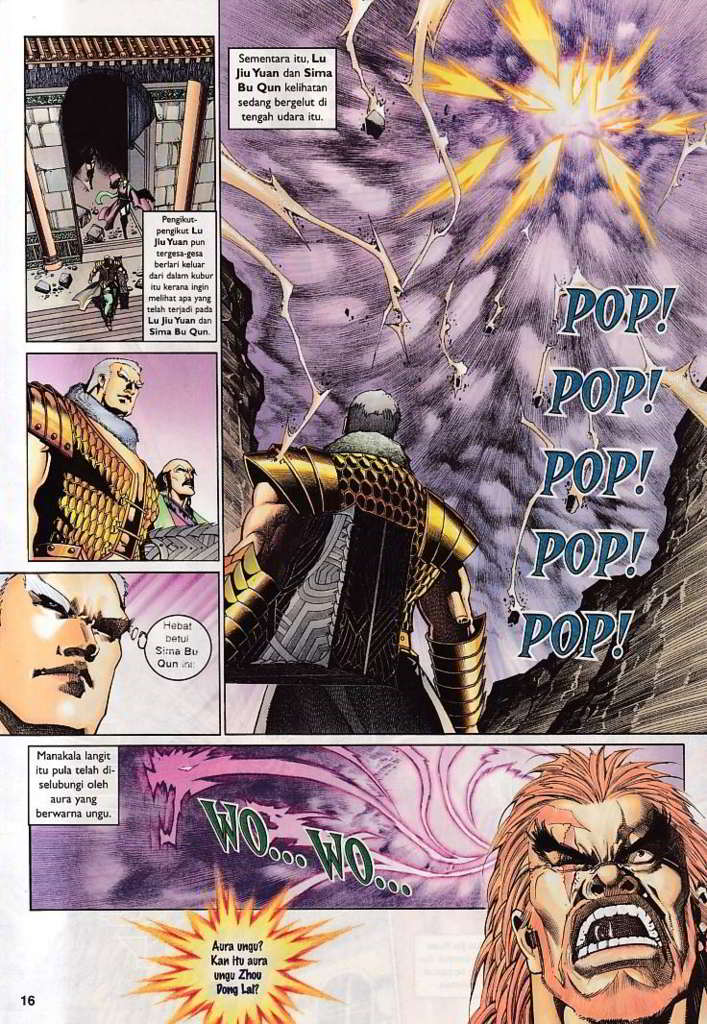 Pengikut-
pengikut Lu
Jiu Yuan pun
tergesa-gesa
berlari keluar
dari dalam kubur
itu kerana ingin
melihat apa yang
telah terjadi pada
Lu Jiu Yuan dan
Sima Bu Qun.
Sementara itu, Lu
Jiu Yuan dan Sima
Bu Qun kelihatan
sedang bergelut di
tengah udara itu.
POP!
POP!
POP!
POP!
POP!
Hebat
betul
Sima Bu
Qun ini.
Manakala langit
itu pula telah di-
selubungi oleh
aura yang
berwarna ungu.
WO... WO...
Aura ungu?
Kan itu aura
ungu Zhou
Dong Lai?
16